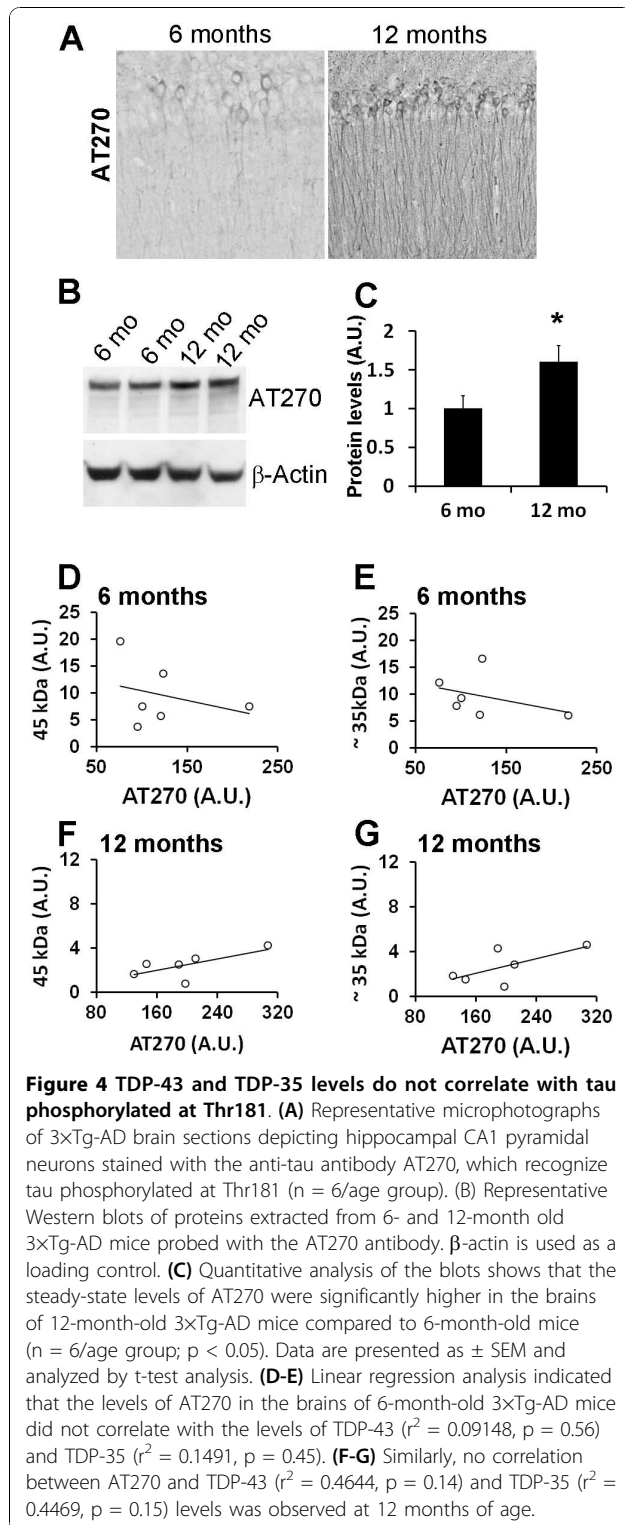 A
6 months
12 months
AT270
B
6 mo
6 mo
12 mo
12 mo
AT270
β-Actin
C
*
Protein levels (A.U.)
2
1.5
1
0.5
0
6 mo
12 mo
D
6 months
45 kDa (A.U.)
25
20
15
10
5
0
50
150
250
AT270 (A.U.)
E
6 months
~ 35kDa (A.U.)
25
20
15
10
5
0
50
150
250
AT270 (A.U.)
F
12 months
45 kDa (A.U.)
12
8
4
0
80
160
240
320
AT270 (A.U.)
G
12 months
~ 35 kDa (A.U.)
12
8
4
0
80
160
240
320
AT270 (A.U.)
Figure 4 TDP-43 and TDP-35 levels do not correlate with tau
phosphorylated at Thr181. (A) Representative microphotographs
of 3×Tg-AD brain sections depicting hippocampal CA1 pyramidal
neurons stained with the anti-tau antibody AT270, which recognize
tau phosphorylated at Thr181 (n = 6/age group). (B) Representative
Western blots of proteins extracted from 6- and 12-month old
3×Tg-AD mice probed with the AT270 antibody. β-actin is used as a
loading control. (C) Quantitative analysis of the blots shows that the
steady-state levels of AT270 were significantly higher in the brains
of 12-month-old 3×Tg-AD mice compared to 6-month-old mice
(n = 6/age group; p < 0.05). Data are presented as ± SEM and
analyzed by t-test analysis. (D-E) Linear regression analysis indicated
that the levels of AT270 in the brains of 6-month-old 3×Tg-AD mice
did not correlate with the levels of TDP-43 (r² = 0.09148, p = 0.56)
and TDP-35 (r² = 0.1491, p = 0.45). (F-G) Similarly, no correlation
between AT270 and TDP-43 (r² = 0.4644, p = 0.14) and TDP-35 (r² =
0.4469, p = 0.15) levels was observed at 12 months of age.